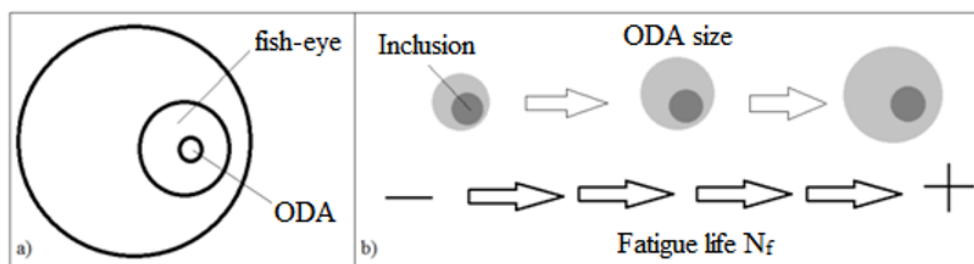 fish-eye
ODA
a)
ODA size
Inclusion
Fatigue life Nf
b)